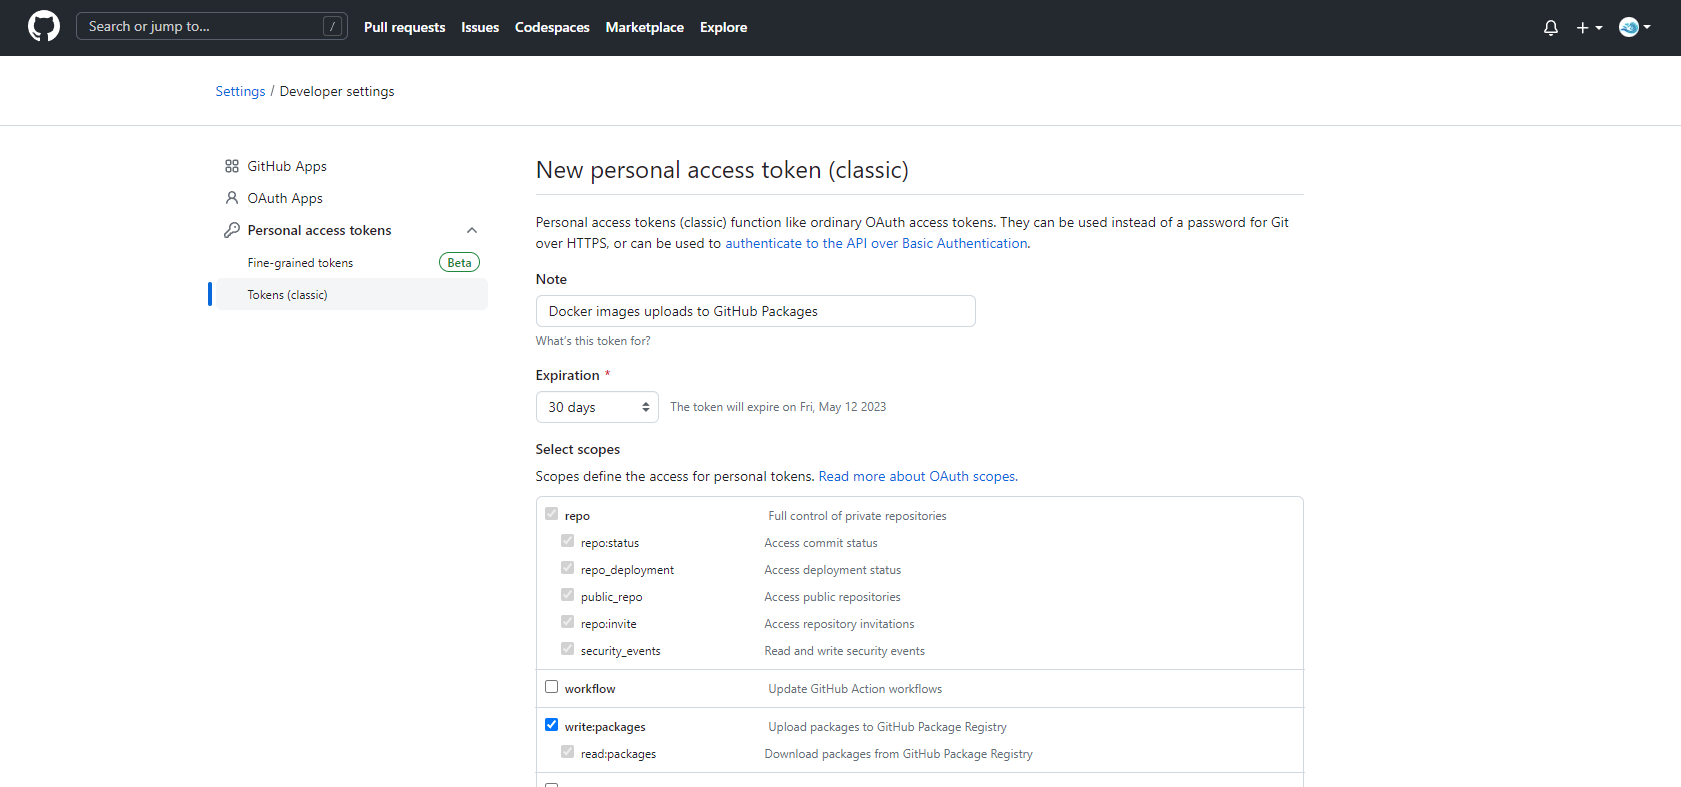 Search or jump to... /
Pull requests Issues Codespaces Marketplace Explore
Settings / Developer settings
GitHub Apps
OAuth Apps
Personal access tokens
Fine-grained tokens Beta
Tokens (classic)
New personal access token (classic)
Personal access tokens (classic) function like ordinary OAuth access tokens. They can be used instead of a password for Git
over HTTPS, or can be used to authenticate to the API over Basic Authentication.
Note
Docker images uploads to GitHub Packages
What's this token for?
Expiration *
30 days The token will expire on Fri, May 12 2023
Select scopes
Scopes define the access for personal tokens. Read more about OAuth scopes.
repo Full control of private repositories
repo:status Access commit status
repo_deployment Access deployment status
public_repo Access public repositories
repo:invite Access repository invitations
security_events Read and write security events
workflow Update GitHub Action workflows
write:packages Upload packages to GitHub Package Registry
read:packages Download packages from GitHub Package Registry